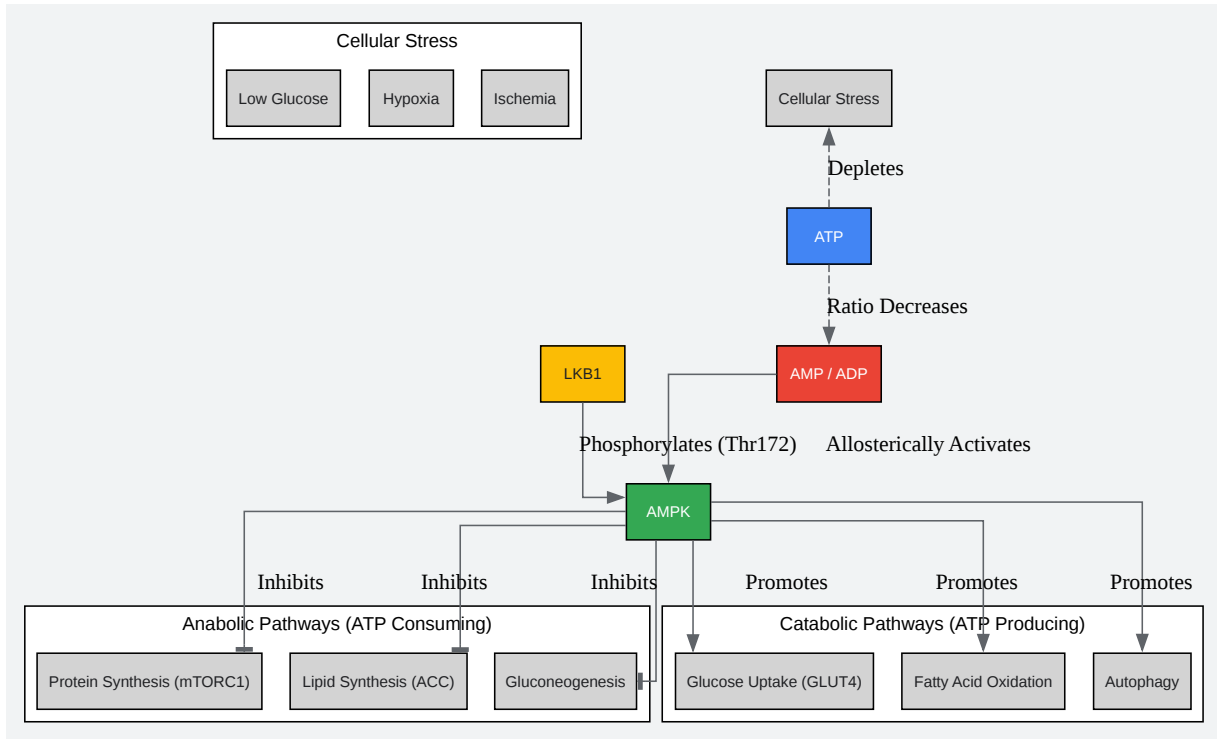 Cellular Stress
Low Glucose
Hypoxia
Ischemia
Cellular Stress
Depletes
ATP
Ratio Decreases
LKB1
AMP / ADP
Phosphorylates (Thr172)
Allosterically Activates
AMPK
Inhibits
Inhibits
Inhibits
Promotes
Promotes
Promotes
Anabolic Pathways (ATP Consuming)
Protein Synthesis (mTORC1)
Lipid Synthesis (ACC)
Gluconeogenesis
Catabolic Pathways (ATP Producing)
Glucose Uptake (GLUT4)
Fatty Acid Oxidation
Autophagy